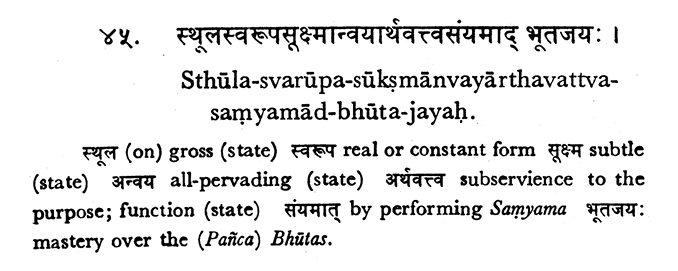 ४५. स्थूलस्वरूपसूक्ष्मान्वयार्थवत्त्वसंयमाद् भूतजयः ।
Sthūla-svarūpa-sūkṣmānvayārthavattva-
saṃyamād-bhūta-jayaḥ.
स्थूल (on) gross (state) स्वरूप real or constant form सूक्ष्म subtle
(state) अन्वय all-pervading (state) अर्थवत्त्व subservience to the
purpose; function (state) संयमात् by performing Saṃyama भूतजयः
mastery over the (Pañca) Bhūtas.